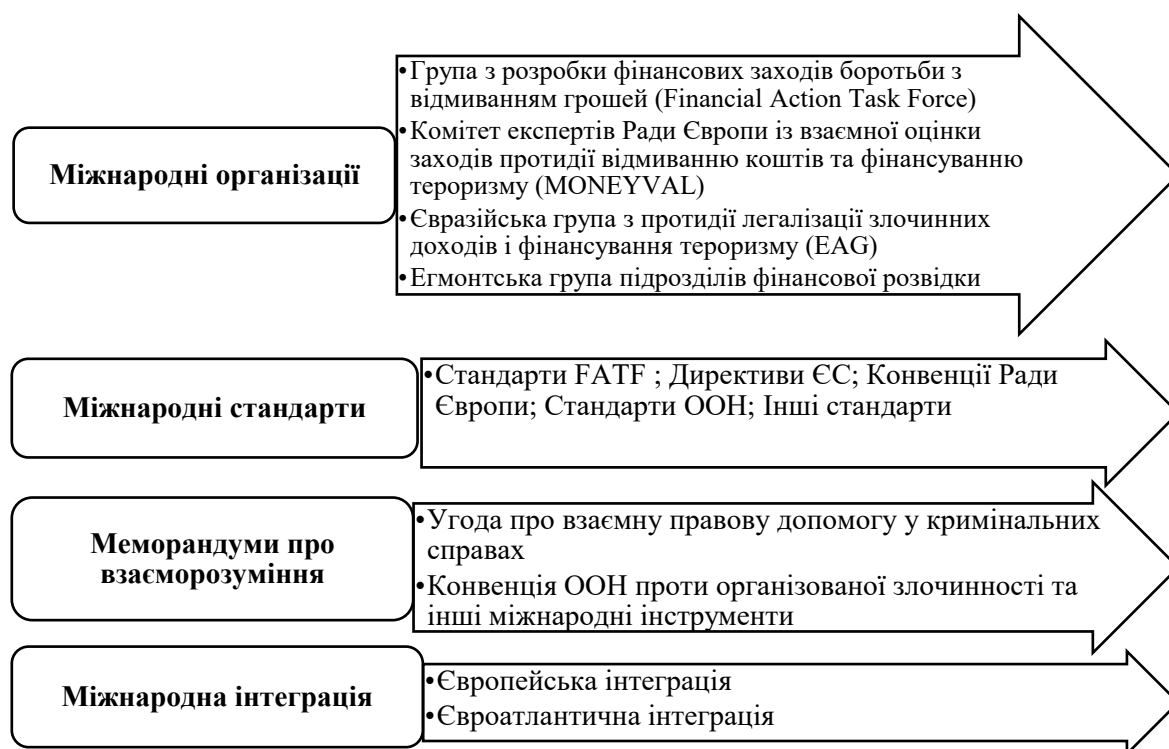 Міжнародні організації
•Група з розробки фінансових заходів боротьби з
відмиванням грошей (Financial Action Task Force)
•Комітет експертів Ради Європи із взаємної оцінки
заходів протидії відмиванню коштів та фінансуванню
тероризму (MONEYVAL)
•Євразійська група з протидії легалізації злочинних
доходів і фінансування тероризму (EAG)
•Егмонтська група підрозділів фінансової розвідки
Міжнародні стандарти
•Стандарти FATF ; Директиви ЄС; Конвенції Ради
Європи; Стандарти ООН; Інші стандарти
Меморандуми про
взаєморозуміння
•Угода про взаємну правову допомогу у кримінальних
справах
•Конвенція ООН проти організованої злочинності та
інші міжнародні інструменти
Міжнародна інтеграція
•Європейська інтеграція
•Євроатлантична інтеграція